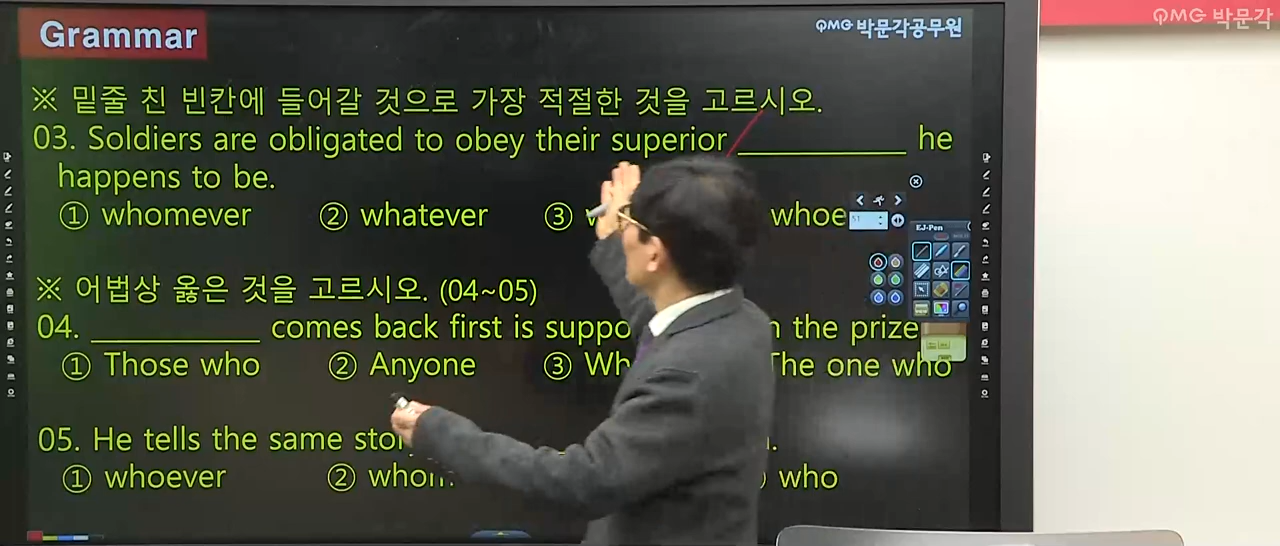 Grammar
PMG 박문각공무원
PMG 박문각
※ 밑줄 친 빈칸에 들어갈 것으로 가장 적절한 것을 고르시오.
03. Soldiers are obligated to obey their superior __________ he
happens to be.
① whomever ② whatever ③ whoe
51
EJ-Pen
※ 어법상 옳은 것을 고르시오. (04~05)
04. __________ comes back first is suppo the prize
① Those who ② Anyone ③ Wh The one who
05. He tells the same stor
① whoever ② whom who